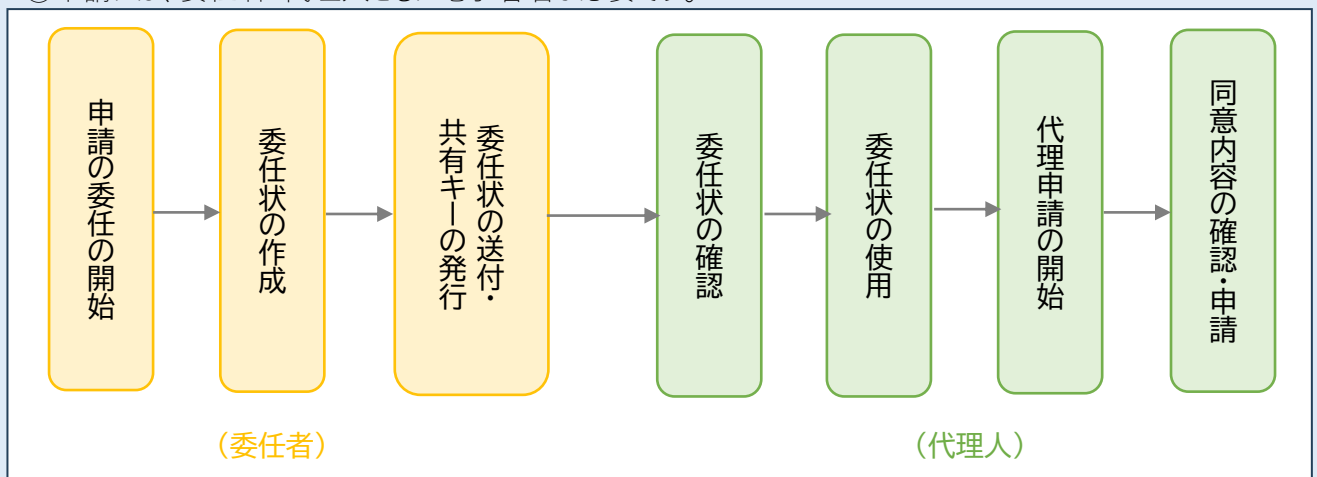 申請の委任の開始
委任状の作成
委任状の送付・
共有キーの発行
委任状の確認
委任状の使用
代理申請の開始
同意内容の確認・申請
（委任者）
（代理人）